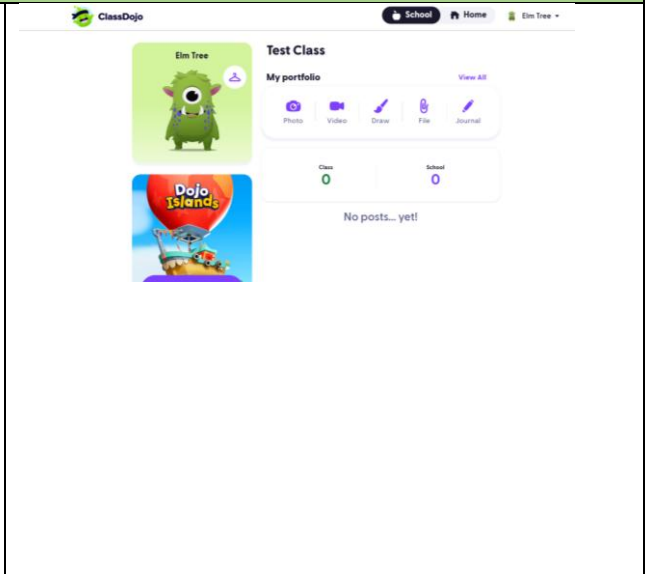 ClassDojo
School
Home
Elm Tree
Elm Tree
Test Class
My portfolio
View All
Photo
Video
Draw
File
Journal
Class
School
0
0
No posts... yet!
Dojo
Islands